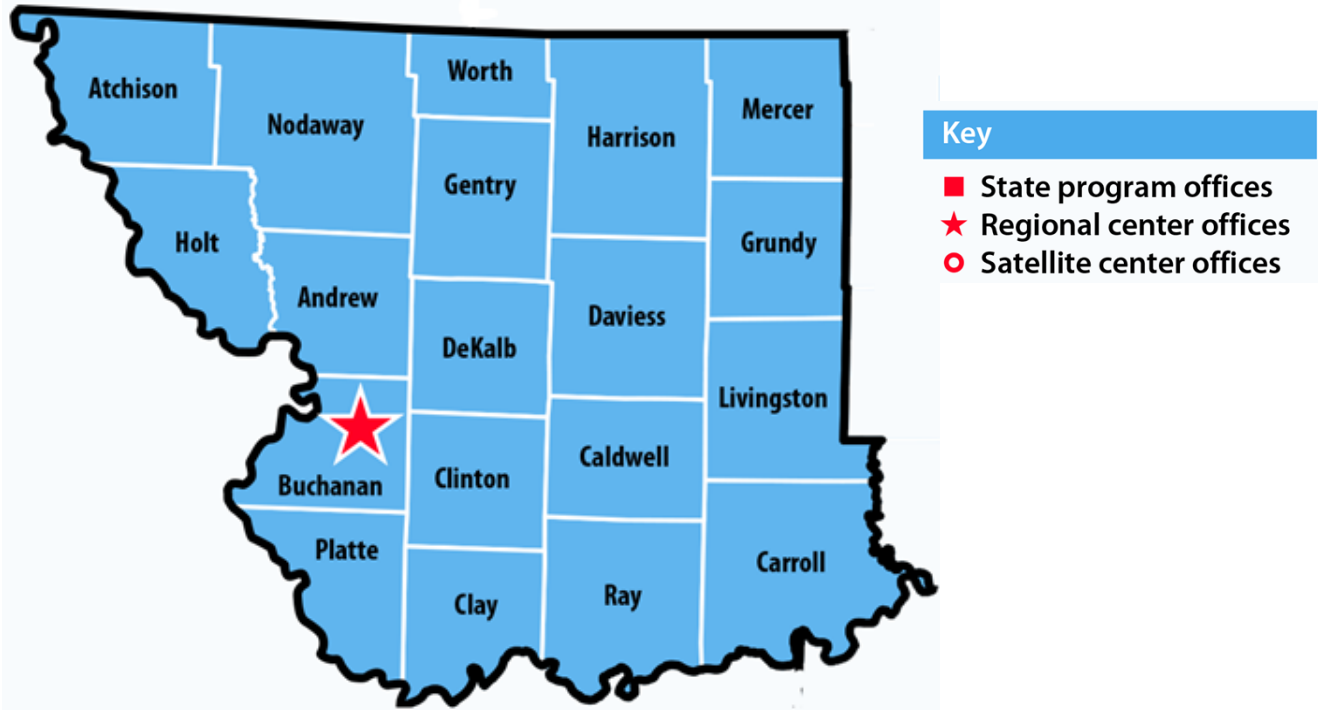 Atchison
Nodaway
Worth
Harrison
Mercer
Gentry
Holt
Grundy
Andrew
Daviess
DeKalb
Livingston
Buchanan
Clinton
Caldwell
Platte
Clay
Ray
Carroll
Key
State program offices
Regional center offices
Satellite center offices